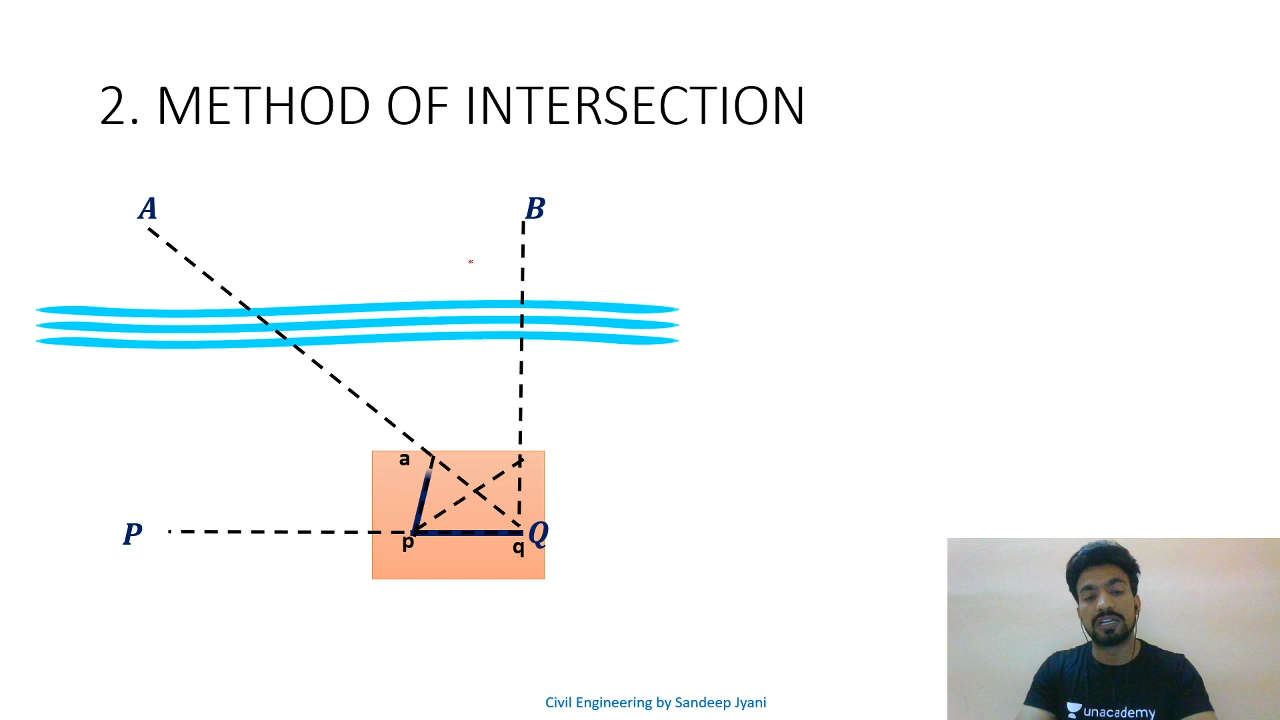 2. METHOD OF INTERSECTION
A
B
a
P
p
q
Q
unacademy
Civil Engineering by Sandeep Jyani